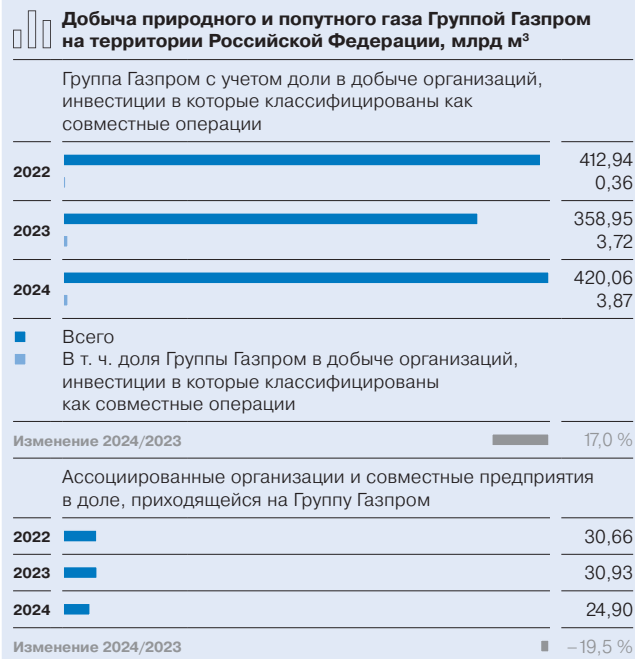 Добыча природного и попутного газа Группой Газпром
на территории Российской Федерации, млрд м³
Группа Газпром с учетом доли в добыче организаций,
инвестиции в которые классифицированы как
совместные операции
2022
412,94
0,36
2023
358,95
3,72
2024
420,06
3,87
Всего
В т. ч. доля Группы Газпром в добыче организаций,
инвестиции в которые классифицированы
как совместные операции
Изменение 2024/2023
17,0 %
Ассоциированные организации и совместные предприятия
в доле, приходящейся на Группу Газпром
2022
30,66
2023
30,93
2024
24,90
Изменение 2024/2023
–19,5 %